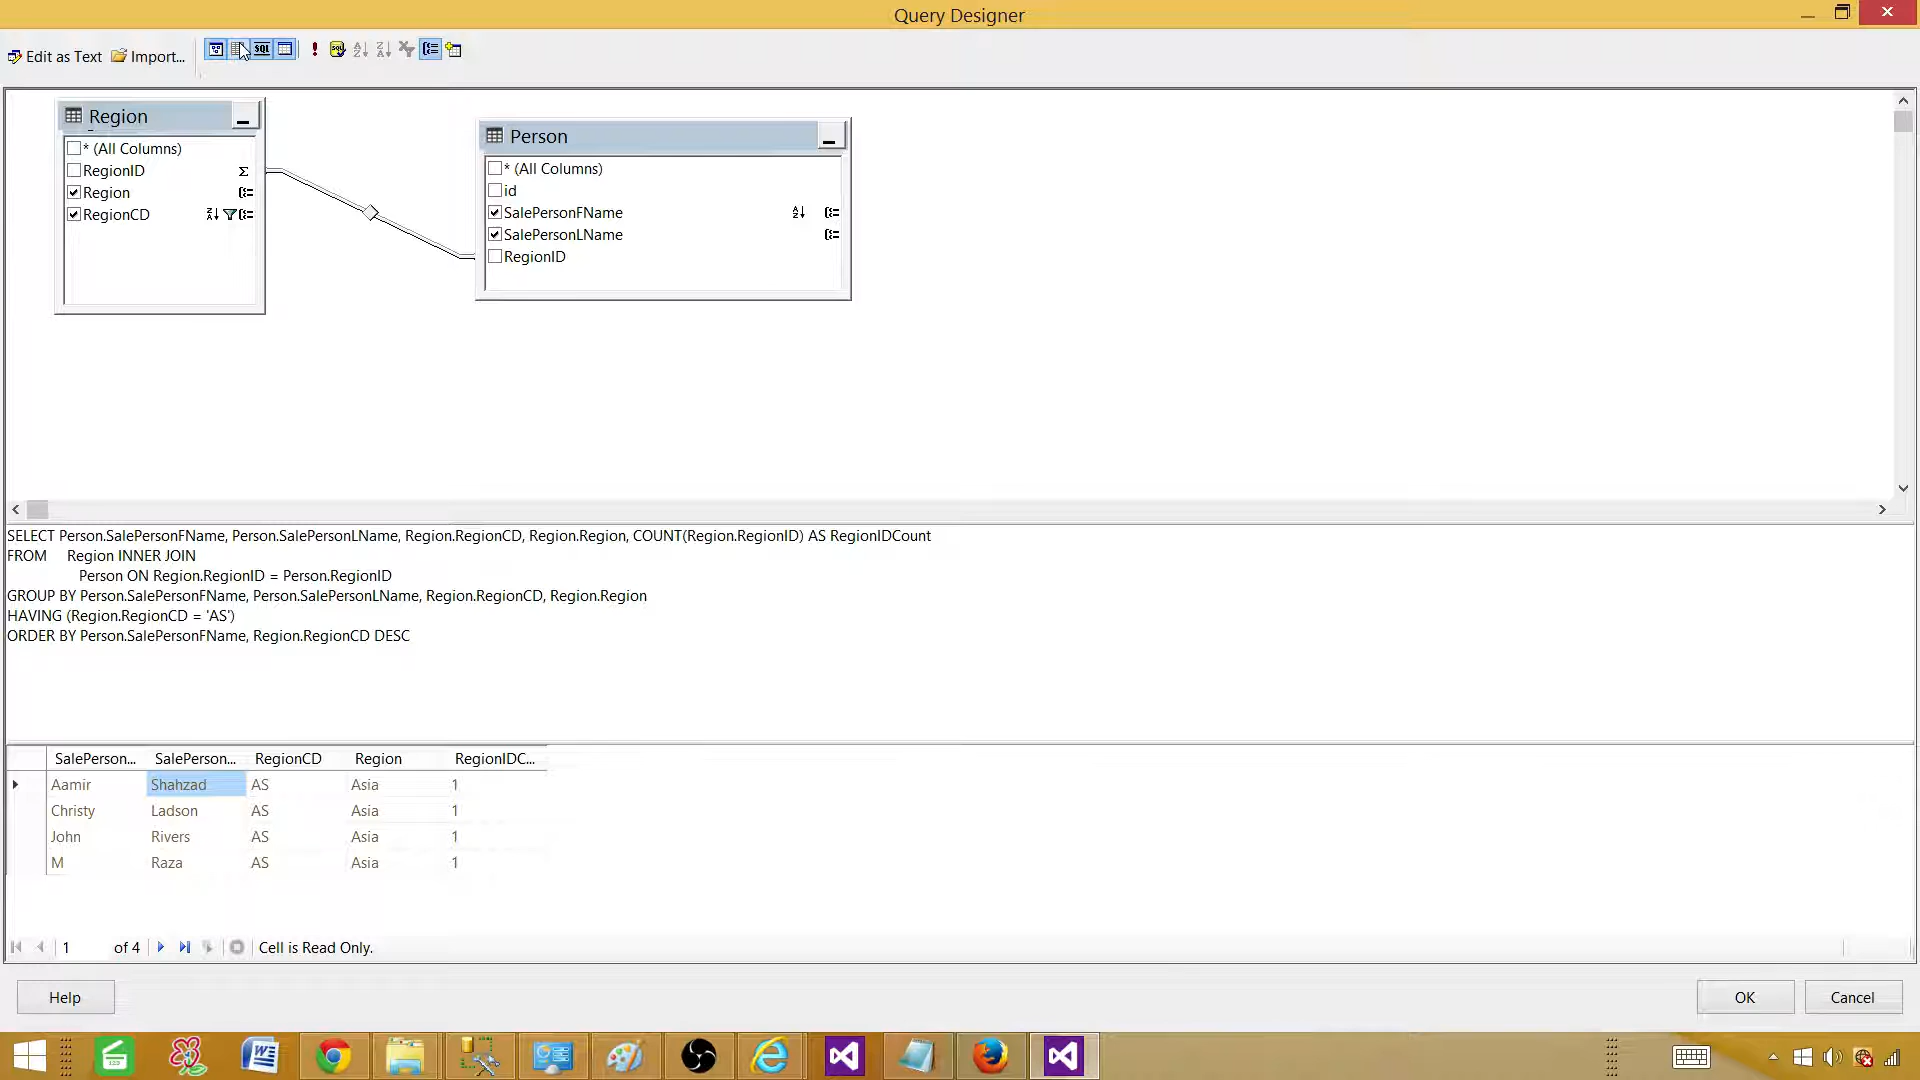 Query Designer
Edit as Text Import... SQL
Region
* (All Columns)
RegionID
Region
RegionCD
Person
* (All Columns)
id
SalePersonFName
SalePersonLName
RegionID
SELECT Person.SalePersonFName, Person.SalePersonLName, Region.RegionCD, Region.Region, COUNT(Region.RegionID) AS RegionIDCount
FROM Region INNER JOIN
Person ON Region.RegionID = Person.RegionID
GROUP BY Person.SalePersonFName, Person.SalePersonLName, Region.RegionCD, Region.Region
HAVING (Region.RegionCD = 'AS')
ORDER BY Person.SalePersonFName, Region.RegionCD DESC
SalePerson... SalePerson... RegionCD Region RegionIDC...
Aamir Shahzad AS Asia 1
Christy Ladson AS Asia 1
John Rivers AS Asia 1
M Raza AS Asia 1
1 of 4 Cell is Read Only.
Help OK Cancel